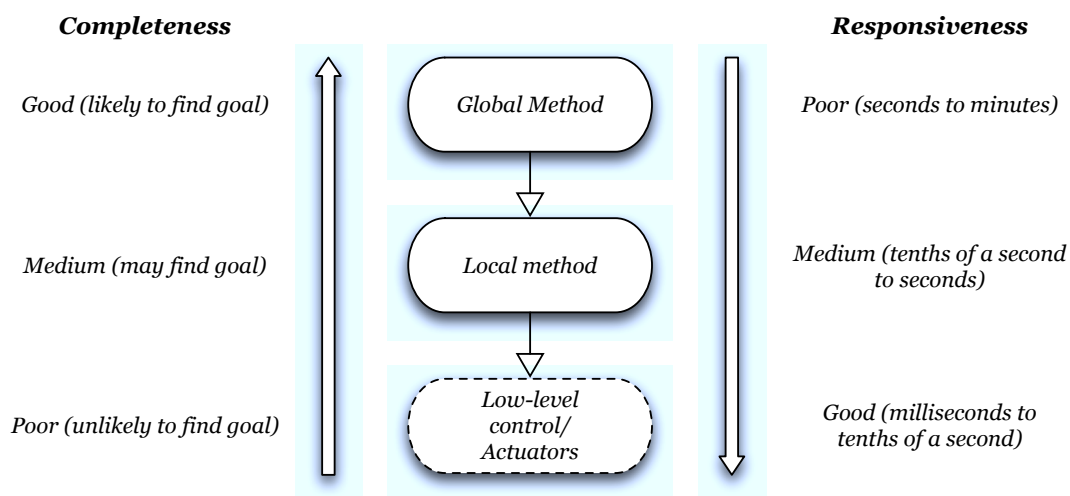 Completeness
Responsiveness
Good (likely to find goal)
Global Method
Poor (seconds to minutes)
Medium (may find goal)
Local method
Medium (tenths of a second
to seconds)
Poor (unlikely to find goal)
Low-level
control/
Actuators
Good (milliseconds to
tenths of a second)